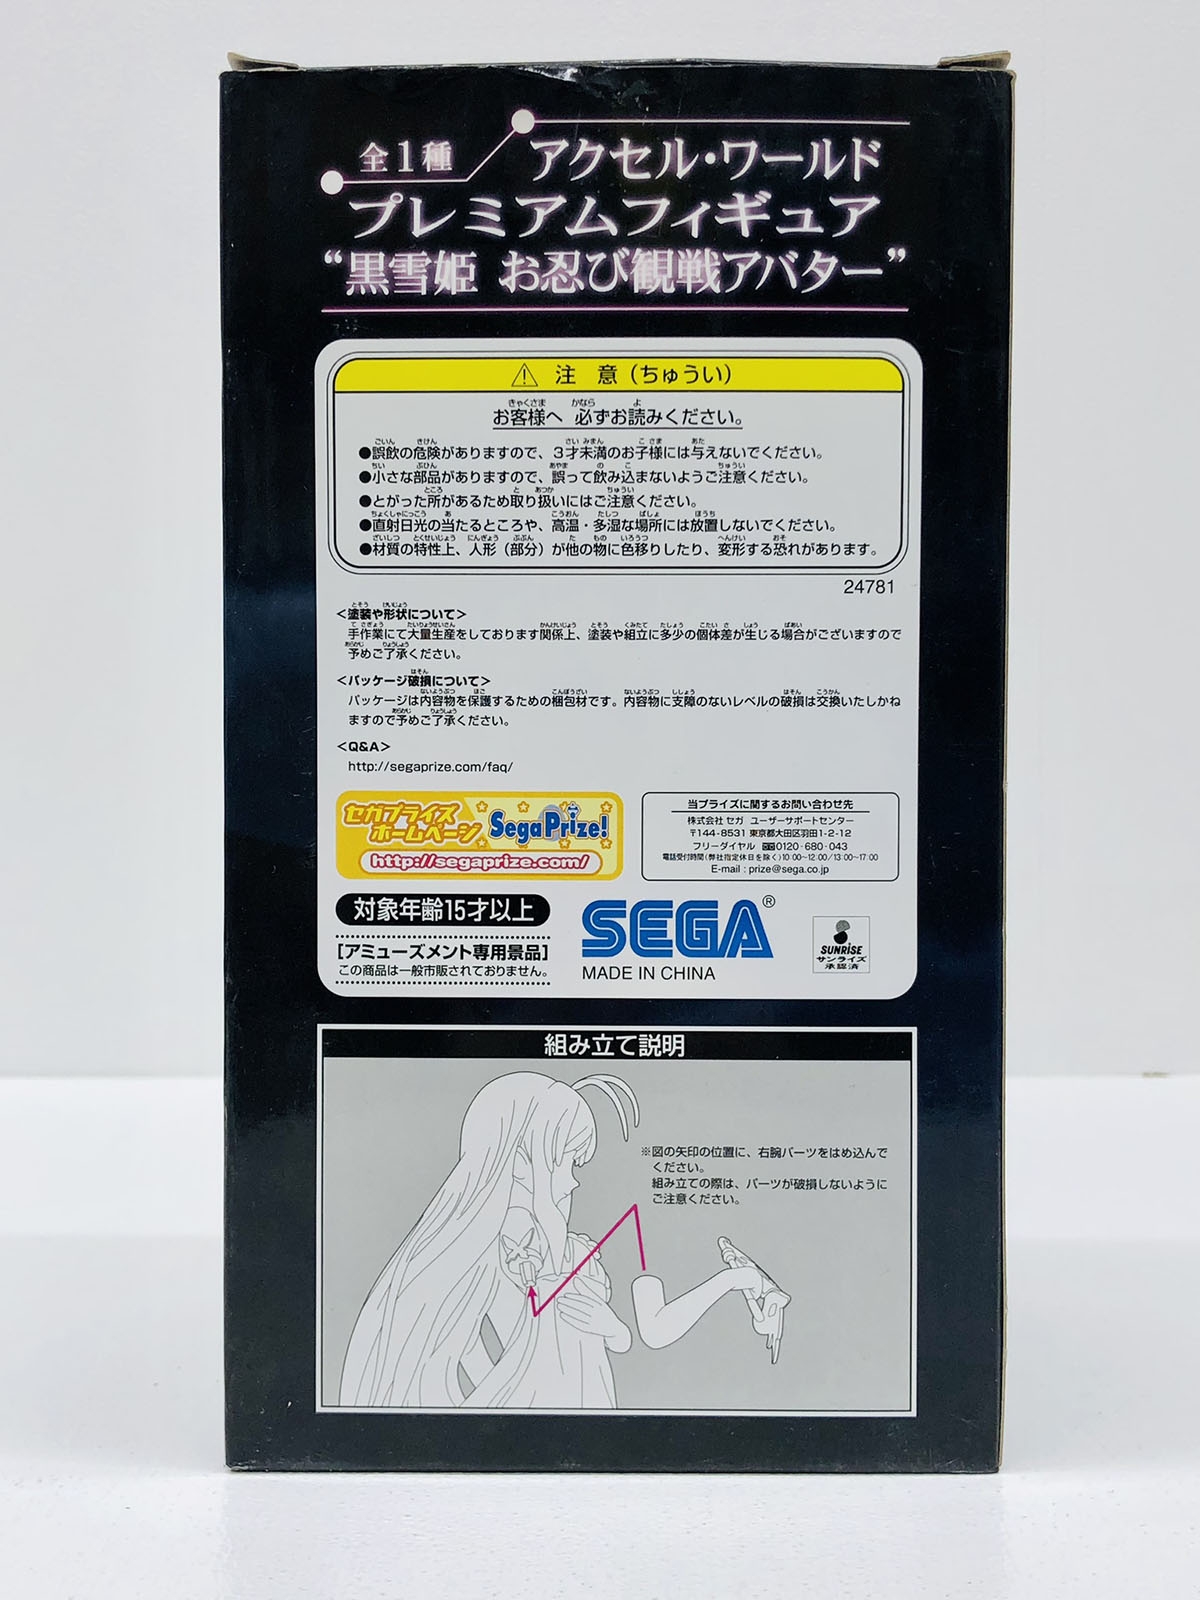 全1種
アクセル・ワールド
プレミアムフィギュア
“黒雪姫 お忍び観戦アバター”
⚠ 注 意（ちゅうい）
お客様へ 必ずお読みください。
●誤飲の危険がありますので、3才未満のお子様には与えないでください。
●小さな部品がありますので、誤って飲み込まないようご注意ください。
●とがった所があるため取り扱いにはご注意ください。
●直射日光の当たるところや、高温・多湿な場所には放置しないでください。
●材質の特性上、人形（部分）が他の物に色移りしたり、変形する恐れがあります。
24781
＜塗装や形状について＞
手作業にて大量生産をしております関係上、塗装や組立に多少の個体差が生じる場合がございますので
予めご了承ください。
＜パッケージ破損について＞
パッケージは内容物を保護するための梱包材です。内容物に支障のないレベルの破損は交換いたしかね
ますので予めご了承ください。
＜Q&A＞
http://segaprize.com/faq/
セガプライズ
ホームページ
SegaPrize!
http://segaprize.com/
当プライズに関するお問い合わせ先
株式会社 セガ ユーザーサポートセンター
〒144-8531 東京都大田区羽田1-2-12
フリーダイヤル 0120-680-043
電話受付時間(弊社指定休日を除く)10:00~12:00/13:00~17:00
E-mail : prize@sega.co.jp
対象年齢15才以上
[アミューズメント専用景品]
この商品は一般市販されておりません。
SEGA®
MADE IN CHINA
SUNRISE
サンライズ
承認済
組み立て説明
※図の矢印の位置に、右腕パーツをはめ込んで
ください。
組み立ての際は、パーツが破損しないように
ご注意ください。